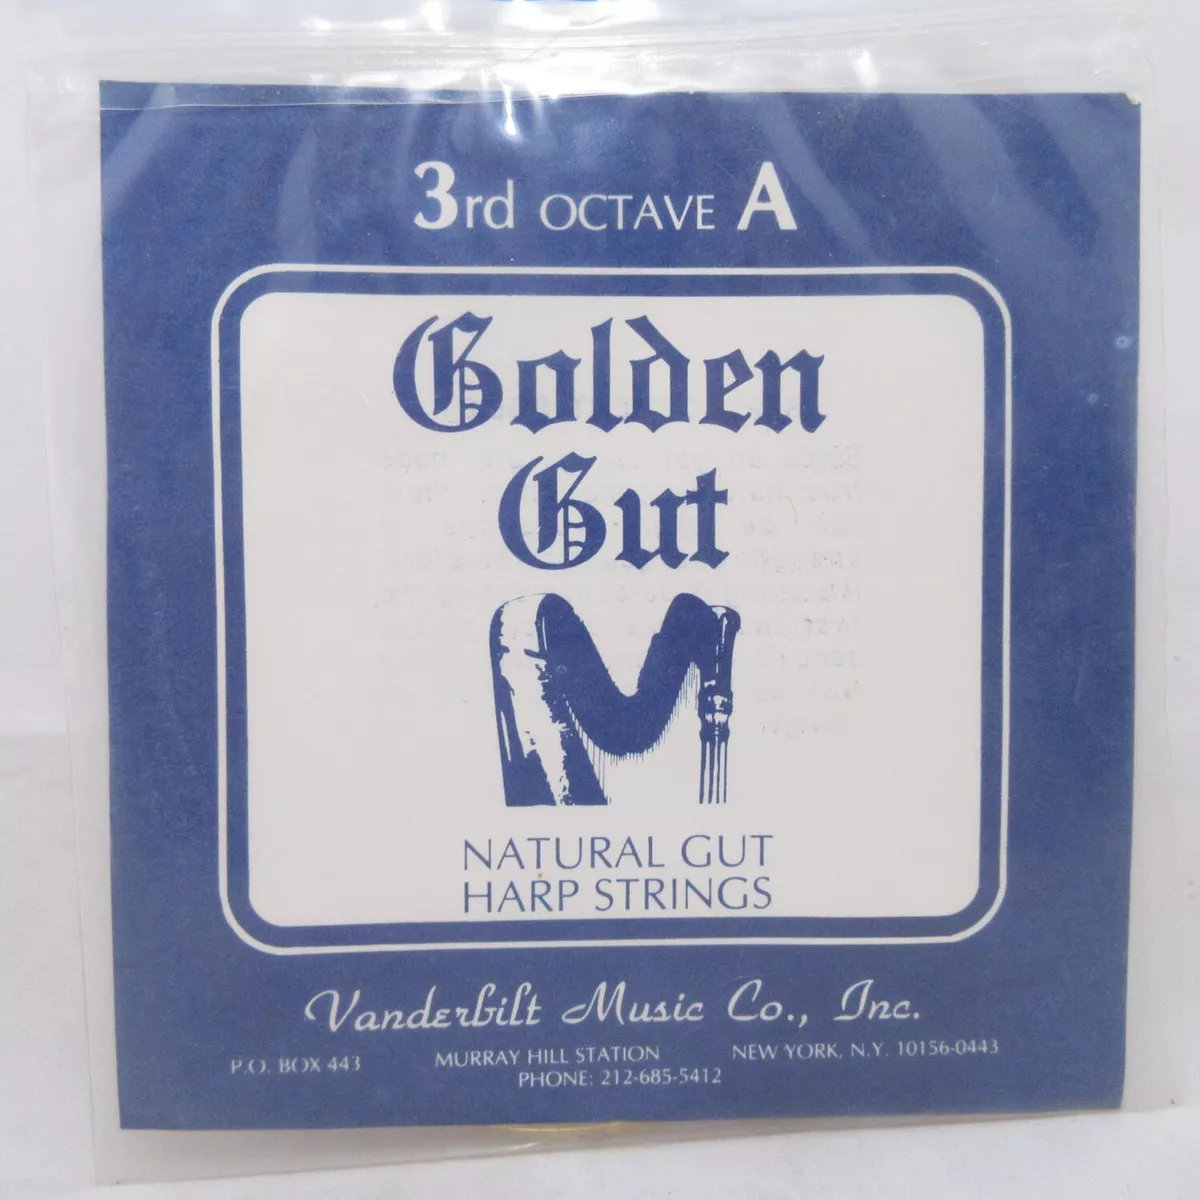 3rd OCTAVE A
Golden
Gut
NATURAL GUT
HARP STRINGS
Vanderbilt Music Co., Inc.
P.O. BOX 443 MURRAY HILL STATION NEW YORK, N.Y. 10156-0443
PHONE: 212-685-5412